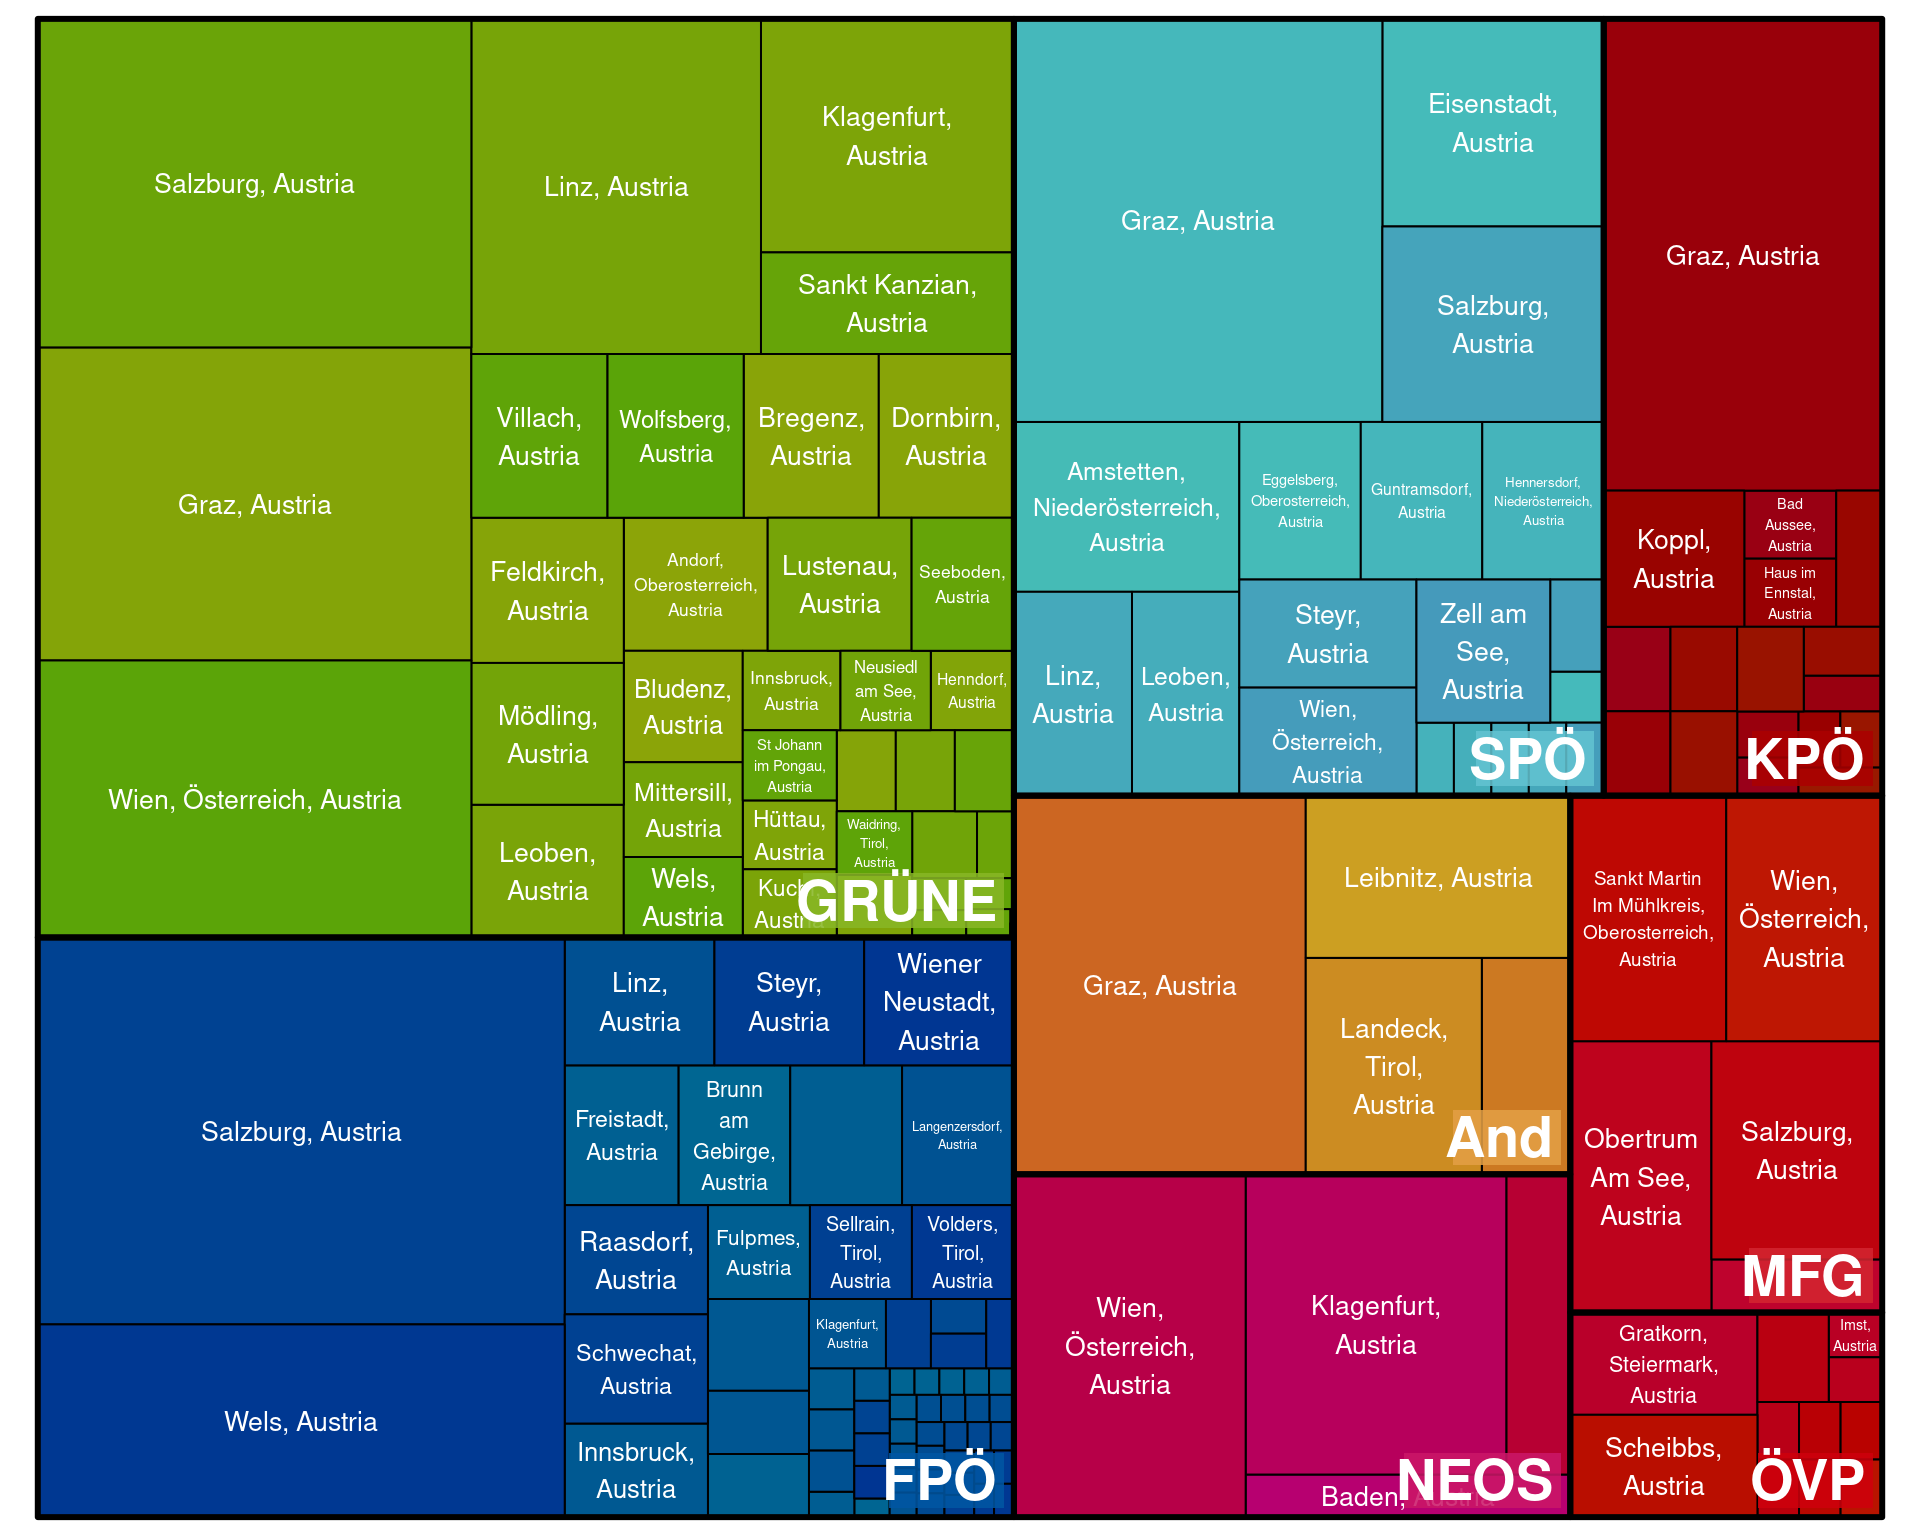 Salzburg, Austria
Graz, Austria
Wien, Österreich, Austria
Linz, Austria
Klagenfurt,
Austria
Sankt Kanzian,
Austria
Villach,
Austria
Wolfsberg,
Austria
Bregenz,
Austria
Dornbirn,
Austria
Feldkirch,
Austria
Mödling,
Austria
Leoben,
Austria
Andorf,
Oberosterreich,
Austria
Lustenau,
Austria
Seeboden,
Austria
Bludenz,
Austria
Mittersill,
Austria
Wels,
Austria
Innsbruck,
Austria
Neusiedl
am See,
Austria
Henndorf,
Austria
St Johann
im Pongau,
Austria
Hüttau,
Austria
Kuchl,
Austria
Waidring,
Tirol,
Austria
GRÜNE
Salzburg, Austria
Wels, Austria
Linz,
Austria
Steyr,
Austria
Wiener
Neustadt,
Austria
Freistadt,
Austria
Brunn
am
Gebirge,
Austria
Langenzersdorf,
Austria
Raasdorf,
Austria
Schwechat,
Austria
Innsbruck,
Austria
Fulpmes,
Austria
Sellrain,
Tirol,
Austria
Volders,
Tirol,
Austria
Klagenfurt,
Austria
FPÖ
Graz, Austria
Eisenstadt,
Austria
Salzburg,
Austria
Amstetten,
Niederösterreich,
Austria
Eggelsberg,
Oberosterreich,
Austria
Guntramsdorf,
Austria
Hennersdorf,
Niederösterreich,
Austria
Linz,
Austria
Leoben,
Austria
Steyr,
Austria
Wien,
Österreich,
Austria
Zell am
See,
Austria
SPÖ
Graz, Austria
Koppl,
Austria
Bad
Aussee,
Austria
Haus im
Ennstal,
Austria
KPÖ
Graz, Austria
Leibnitz, Austria
Landeck,
Tirol,
Austria
And
Wien,
Österreich,
Austria
Klagenfurt,
Austria
Baden, Austria
NEOS
Sankt Martin
Im Mühlkreis,
Oberosterreich,
Austria
Wien,
Österreich,
Austria
Obertrum
Am See,
Austria
Salzburg,
Austria
MFG
Gratkorn,
Steiermark,
Austria
Scheibbs,
Austria
Imst,
Austria
ÖVP